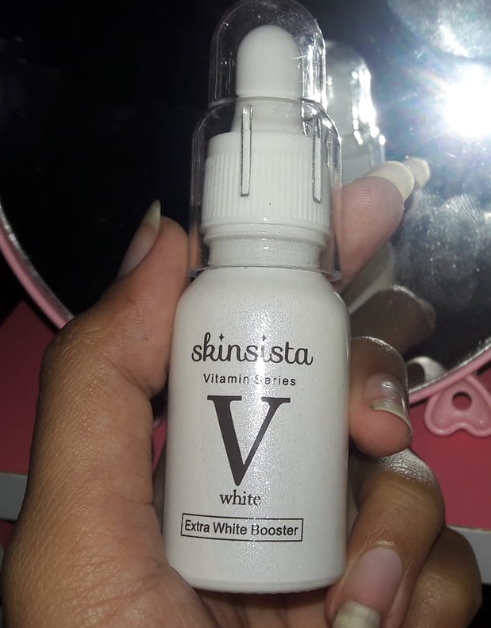 skinsista
Vitamin Series
V
white
Extra White Booster